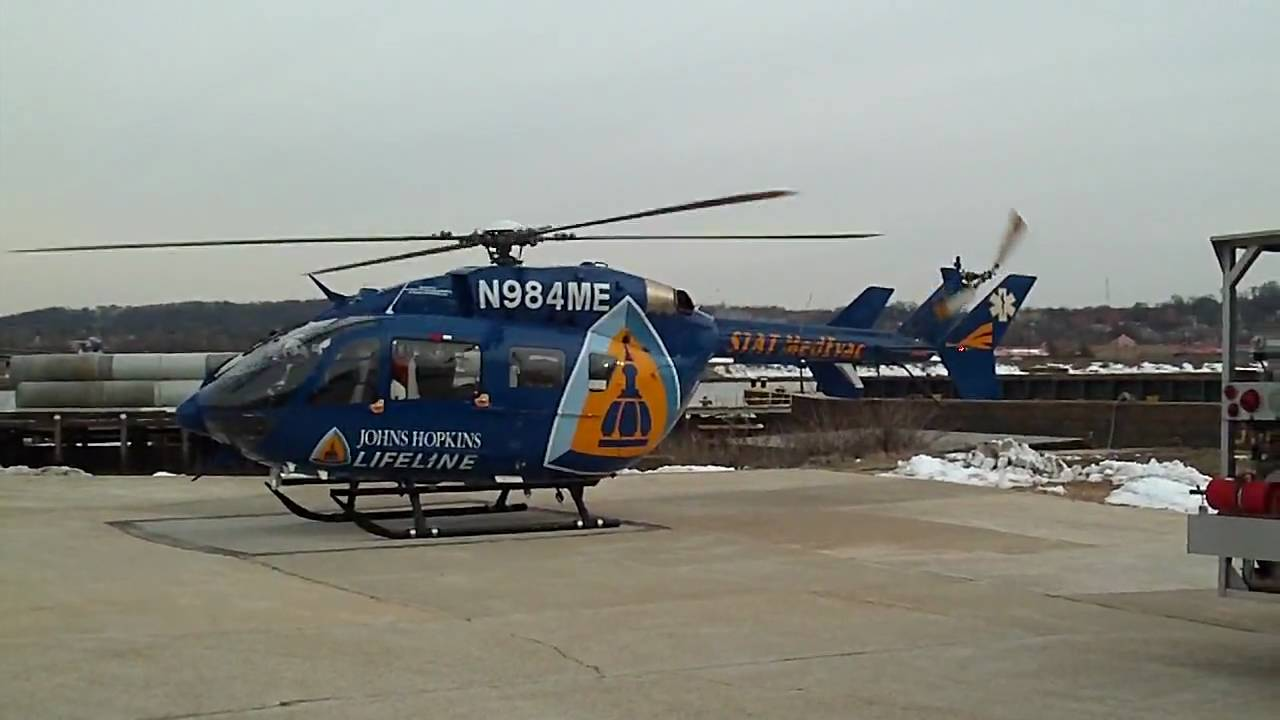 N984ME
STAT MedEvac
JOHNS HOPKINS
LIFELINE